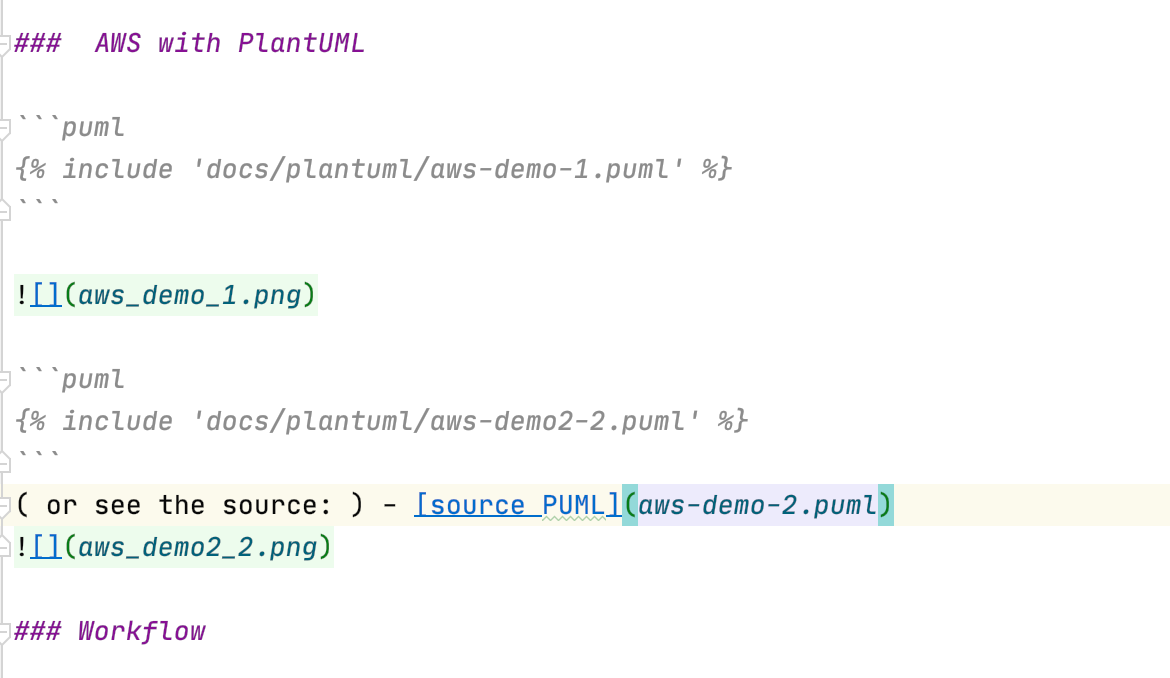 ###  AWS with PlantUML
```puml
{% include 'docs/plantuml/aws-demo-1.puml' %}
```
![](aws_demo_1.png)
```puml
{% include 'docs/plantuml/aws-demo2-2.puml' %}
```
( or see the source: ) - [source PUML](aws-demo-2.puml)
![](aws_demo2_2.png)
### Workflow